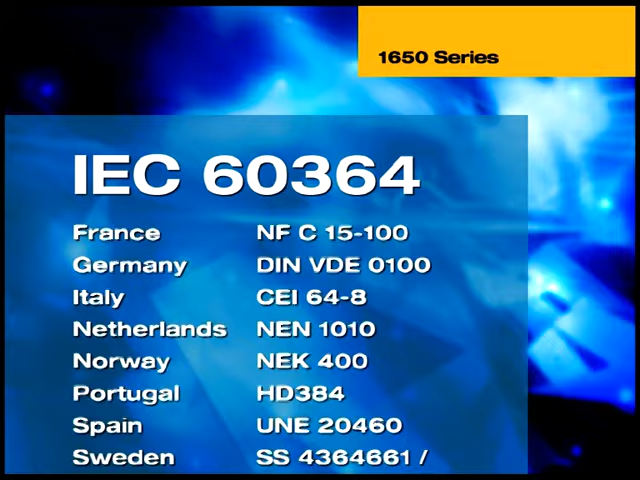 1650 Series
IEC 60364
France NF C 15-100
Germany DIN VDE 0100
Italy CEI 64-8
Netherlands NEN 1010
Norway NEK 400
Portugal HD384
Spain UNE 20460
Sweden SS 4364661 /